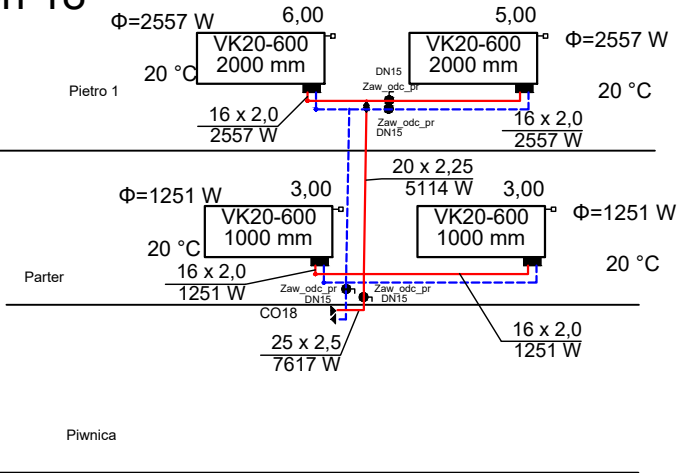 Φ=2557 W
6,00
VK20-600
2000 mm
20 °C
5,00
VK20-600
2000 mm
Φ=2557 W
20 °C
Pietro 1
DN15
Zaw_odc_pr
Zaw_odc_pr
DN15
16 x 2,0
2557 W
16 x 2,0
2557 W
20 x 2,25
5114 W
Φ=1251 W
3,00
VK20-600
1000 mm
20 °C
3,00
VK20-600
1000 mm
Φ=1251 W
20 °C
Parter
16 x 2,0
1251 W
Zaw_odc_pr
DN15
Zaw_odc_pr
DN15
CO18
25 x 2,5
7617 W
16 x 2,0
1251 W
Piwnica